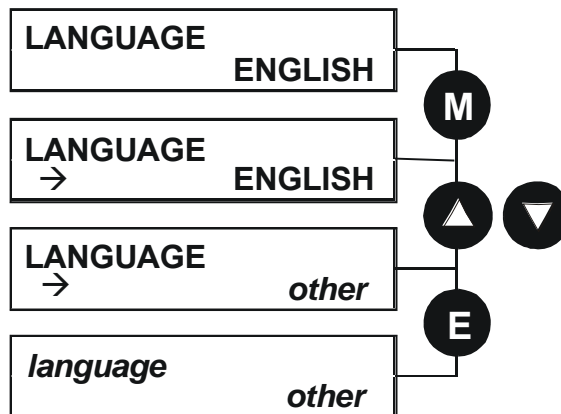 LANGUAGE
ENGLISH
M
LANGUAGE
→ ENGLISH
LANGUAGE
→ other
E
language
other